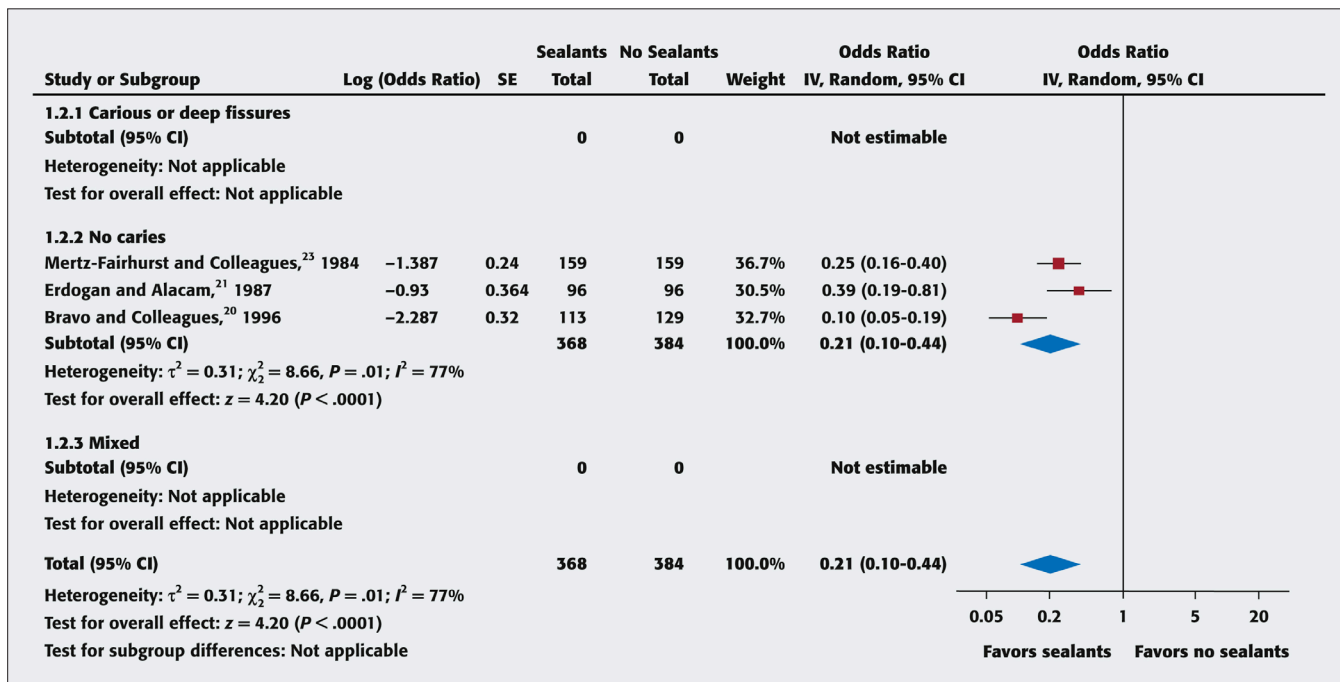 Sealants No Sealants Odds Ratio Odds Ratio
Study or Subgroup Log (Odds Ratio) SE Total Total Weight IV, Random, 95% CI IV, Random, 95% CI
1.2.1 Carious or deep fissures
Subtotal (95% CI) 0 0 Not estimable
Heterogeneity: Not applicable
Test for overall effect: Not applicable
1.2.2 No caries
Mertz-Fairhurst and Colleagues,²³ 1984 −1.387 0.24 159 159 36.7% 0.25 (0.16-0.40)
Erdogan and Alacam,²¹ 1987 −0.93 0.364 96 96 30.5% 0.39 (0.19-0.81)
Bravo and Colleagues,²⁰ 1996 −2.287 0.32 113 129 32.7% 0.10 (0.05-0.19)
Subtotal (95% CI) 368 384 100.0% 0.21 (0.10-0.44)
Heterogeneity: τ² = 0.31; χ²₂ = 8.66, P = .01; I² = 77%
Test for overall effect: z = 4.20 (P < .0001)
1.2.3 Mixed
Subtotal (95% CI) 0 0 Not estimable
Heterogeneity: Not applicable
Test for overall effect: Not applicable
Total (95% CI) 368 384 100.0% 0.21 (0.10-0.44)
Heterogeneity: τ² = 0.31; χ²₂ = 8.66, P = .01; I² = 77%
Test for overall effect: z = 4.20 (P < .0001)
Test for subgroup differences: Not applicable
0.05 0.2 1 5 20
Favors sealants Favors no sealants